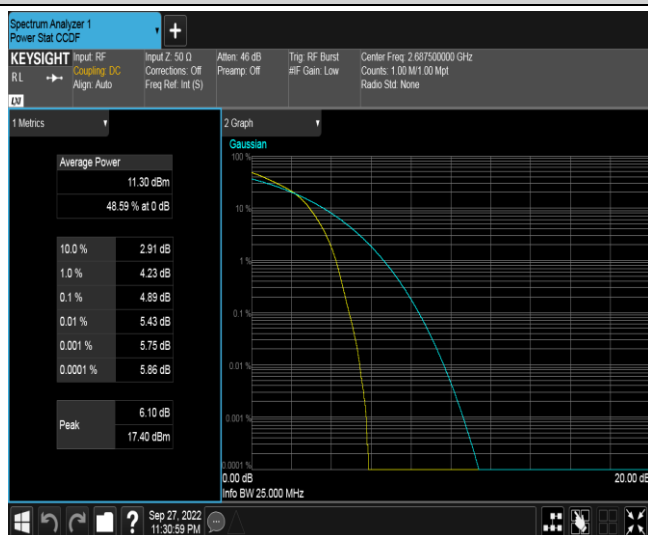 Spectrum Analyzer 1
Power Stat CCDF
+
KEYSIGHT
RL
LXI
Input: RF
Coupling: DC
Align: Auto
Input Z: 50 Ω
Corrections: Off
Freq Ref: Int (S)
Atten: 46 dB
Preamp: Off
Trig: RF Burst
#IF Gain: Low
Center Freq: 2.687500000 GHz
Counts: 1.00 M/1.00 Mpt
Radio Std: None
1 Metrics
Average Power
11.30 dBm
48.59 % at 0 dB
10.0 % 2.91 dB
1.0 % 4.23 dB
0.1 % 4.89 dB
0.01 % 5.43 dB
0.001 % 5.75 dB
0.0001 % 5.86 dB
Peak
6.10 dB
17.40 dBm
2 Graph
Gaussian
100 %
10 %
1 %
0.1 %
0.01 %
0.001 %
0.0001 %
0.00 dB
20.00 dB
Info BW 25.000 MHz
?
Sep 27, 2022
11:30:59 PM